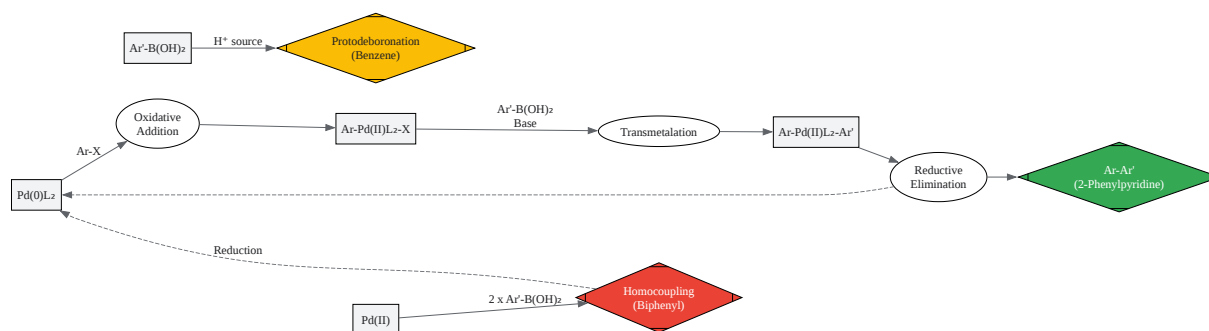 Ar'-B(OH)₂
H⁺ source
Protodeboronation
(Benzene)
Oxidative
Addition
Ar-X
Pd(0)L₂
Ar-Pd(II)L₂-X
Ar'-B(OH)₂
Base
Transmetalation
Ar-Pd(II)L₂-Ar'
Reductive
Elimination
Ar-Ar'
(2-Phenylpyridine)
Reduction
Pd(II)
2 x Ar'-B(OH)₂
Homocoupling
(Biphenyl)